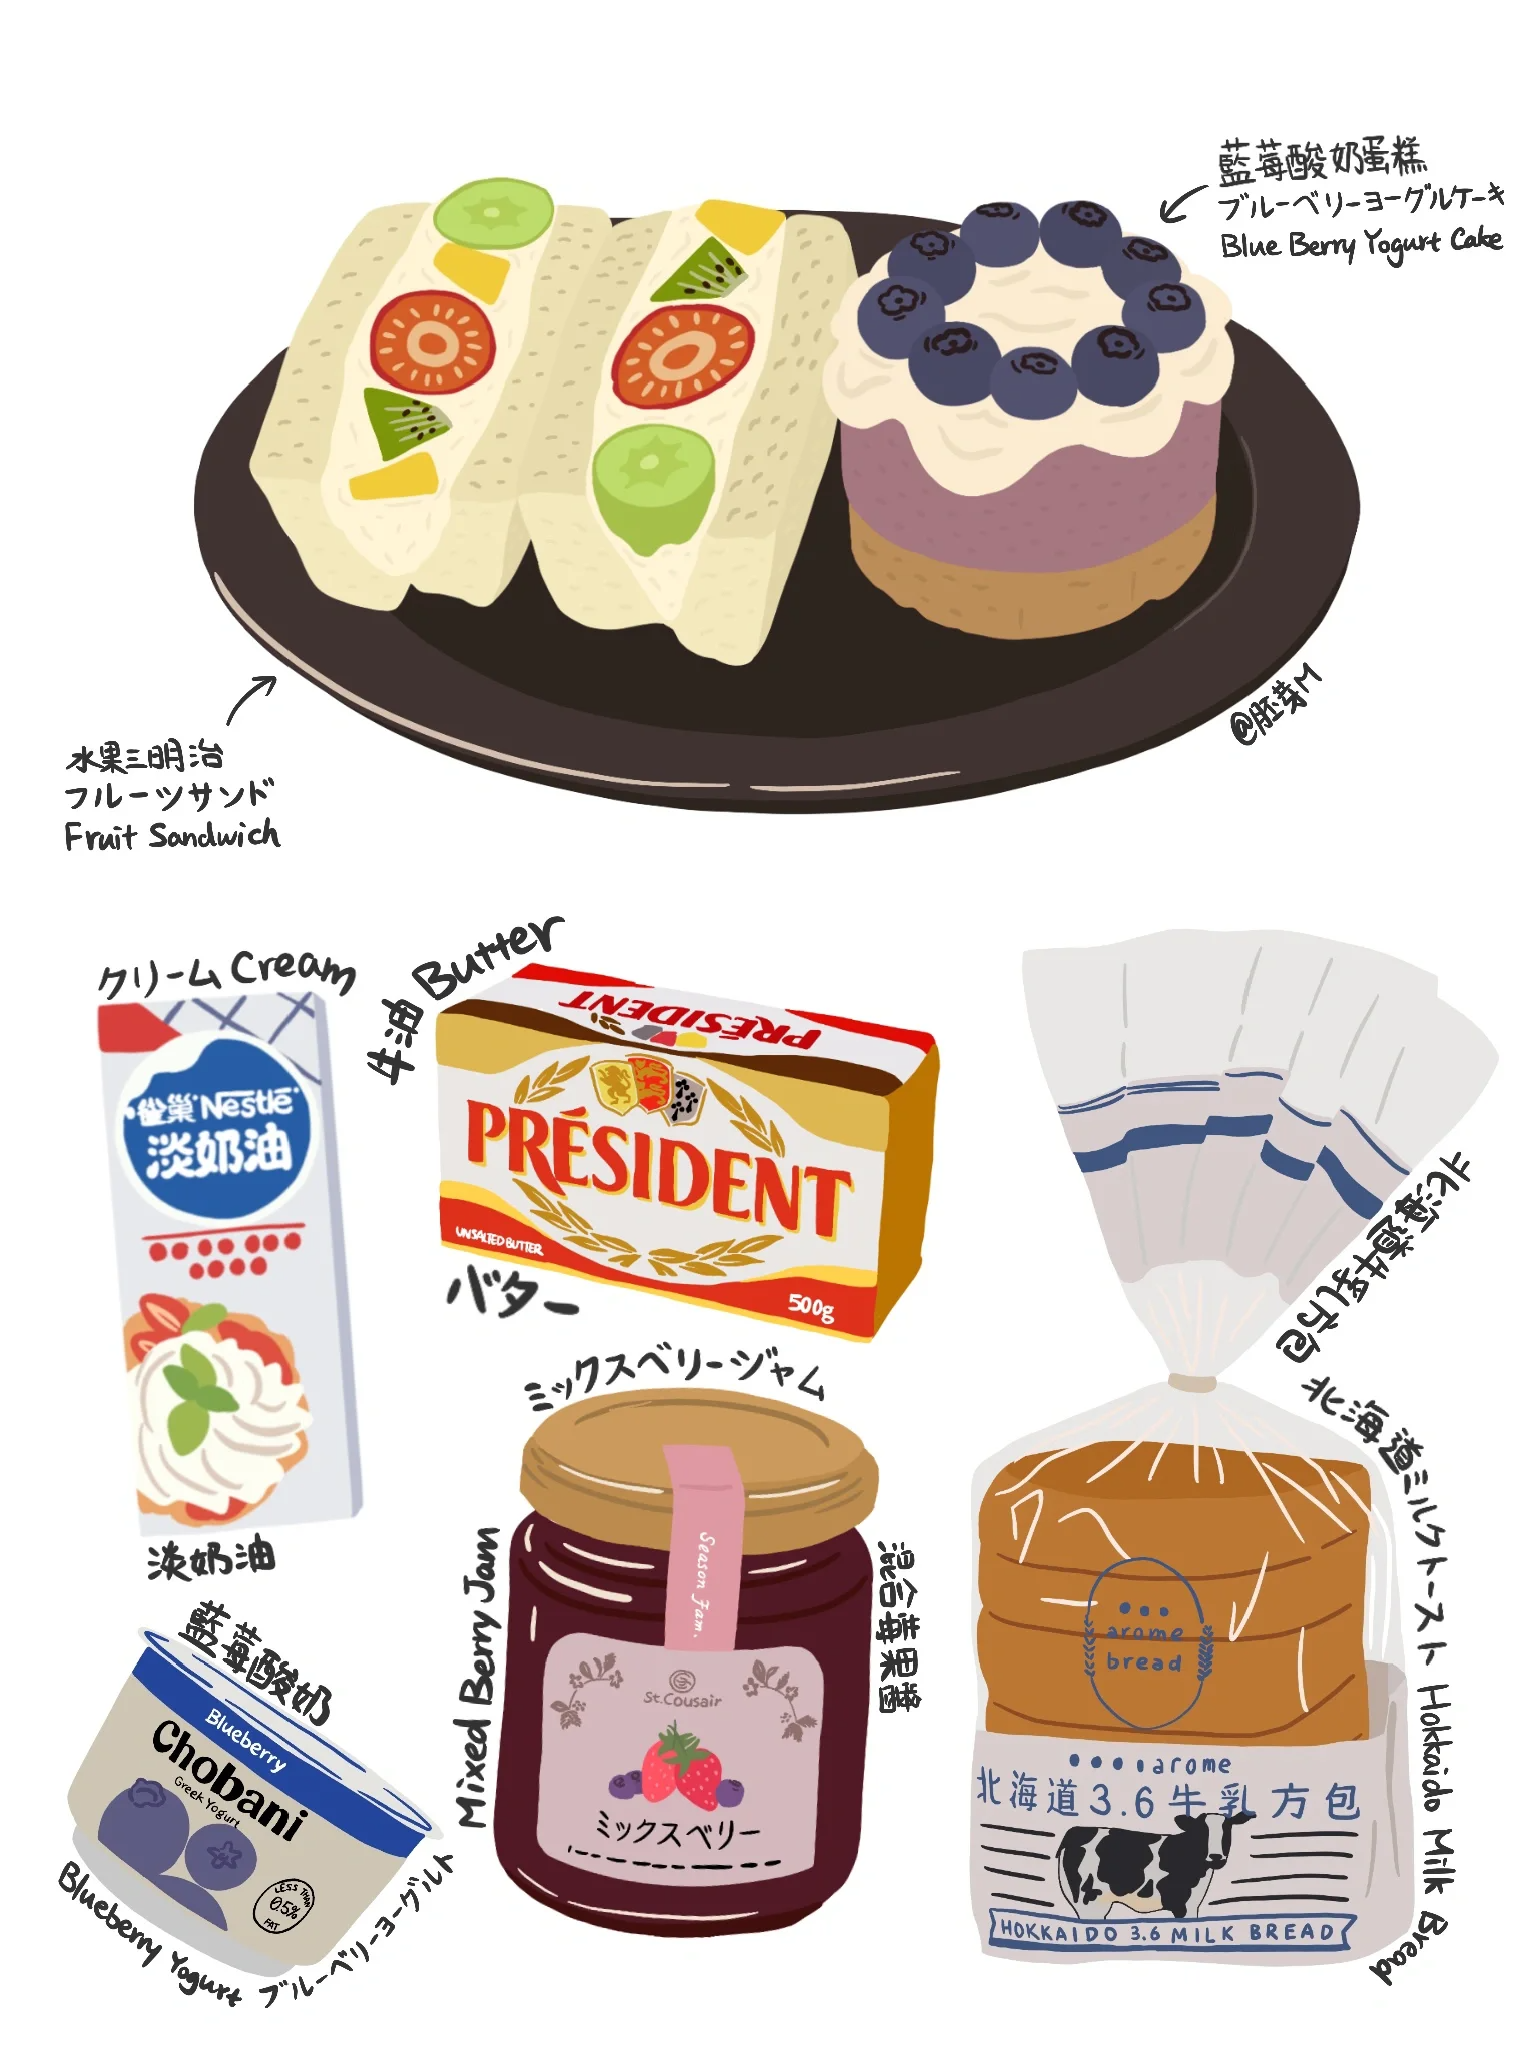 藍莓酸奶蛋糕
ブルーベリーヨーグルケーキ
Blue Berry Yogurt Cake
@胚芽M
水果三明治
フルーツサンド
Fruit Sandwich
クリーム Cream
雀巢 Nestlé
淡奶油
淡奶油
牛油 Butter
PRÉSIDENT
PRÉSIDENT
UNSALTED BUTTER
500g
バター
ミックスベリージャム
Season Jam.
St.Cousair
ミックスベリー
Mixed Berry Jam
混合莓果醬
藍莓酸奶
Blueberry
Chobani
Greek Yogurt
LESS THAN
0.5%
FAT
Blueberry Yogurt ブルーベリーヨーグルト
北海道牛乳方包
北海道ミルクトースト Hokkaido Milk Bread
arome
bread
arome
北海道3.6牛乳方包
HOKKAIDO 3.6 MILK BREAD